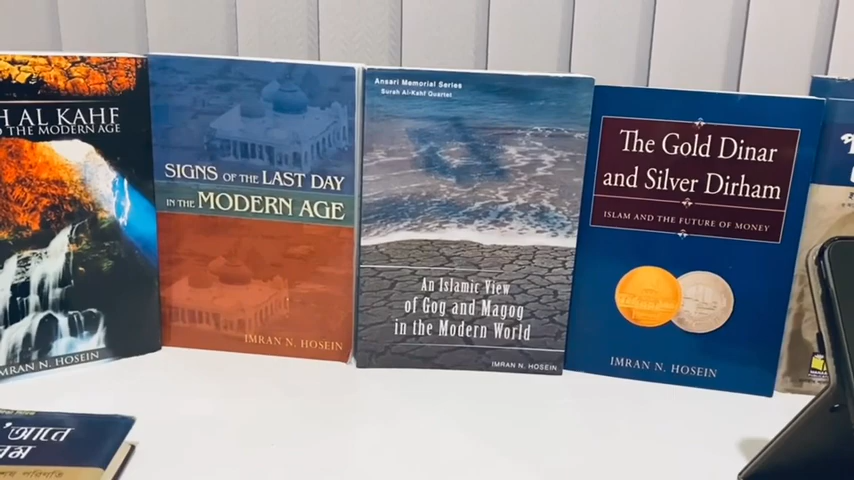 H AL KAHF
THE MODERN AGE
IMRAN N. HOSEIN
SIGNS OF THE LAST DAY
IN THE MODERN AGE
IMRAN N. HOSEIN
Ansari Memorial Series
Surah Al-Kahf Quartet
An Islamic View
of Gog and Magog
in the Modern World
IMRAN N. HOSEIN
The Gold Dinar
and Silver Dirham
ISLAM AND THE FUTURE OF MONEY
IMRAN N. HOSEIN
'আনে